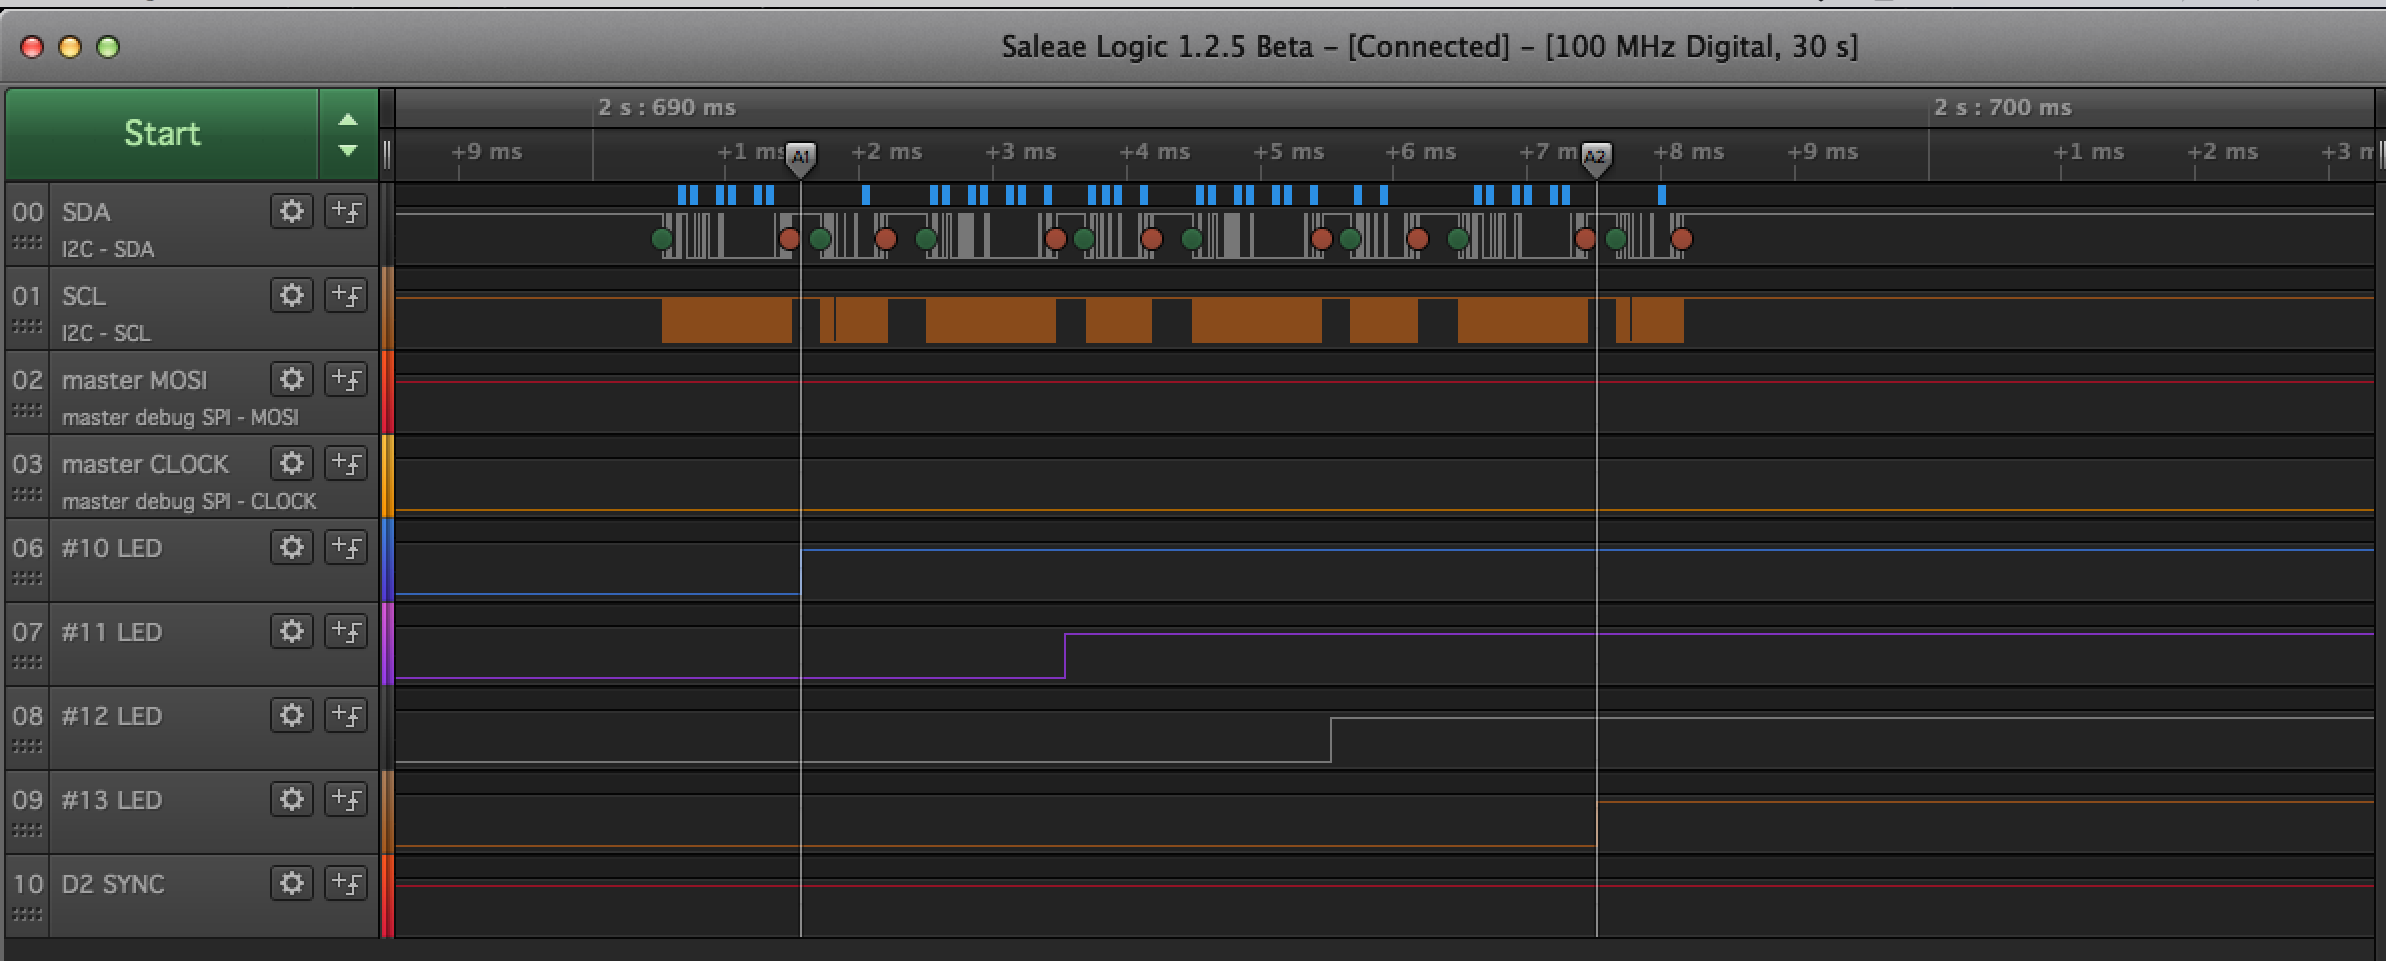 Saleae Logic 1.2.5 Beta – [Connected] – [100 MHz Digital, 30 s]
Start
2 s : 690 ms
2 s : 700 ms
+9 ms
+1 ms
A1
+2 ms
+3 ms
+4 ms
+5 ms
+6 ms
+7 m
A2
+8 ms
+9 ms
+1 ms
+2 ms
+3 m
00 SDA
I2C - SDA
01 SCL
I2C - SCL
02 master MOSI
master debug SPI - MOSI
03 master CLOCK
master debug SPI - CLOCK
06 #10 LED
07 #11 LED
08 #12 LED
09 #13 LED
10 D2 SYNC